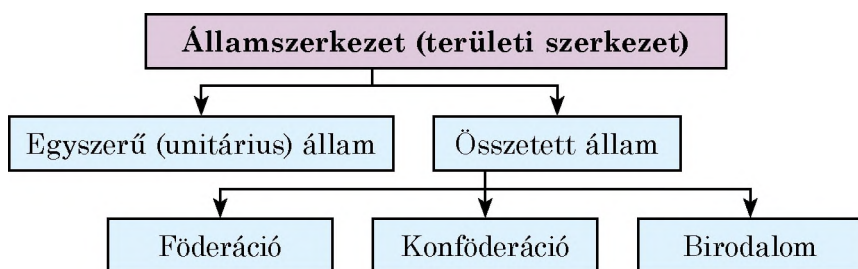 Államszerkezet (területi szerkezet)
Egyszerű (unitárius) állam
Összetett állam
Föderáció
Konföderáció
Birodalom